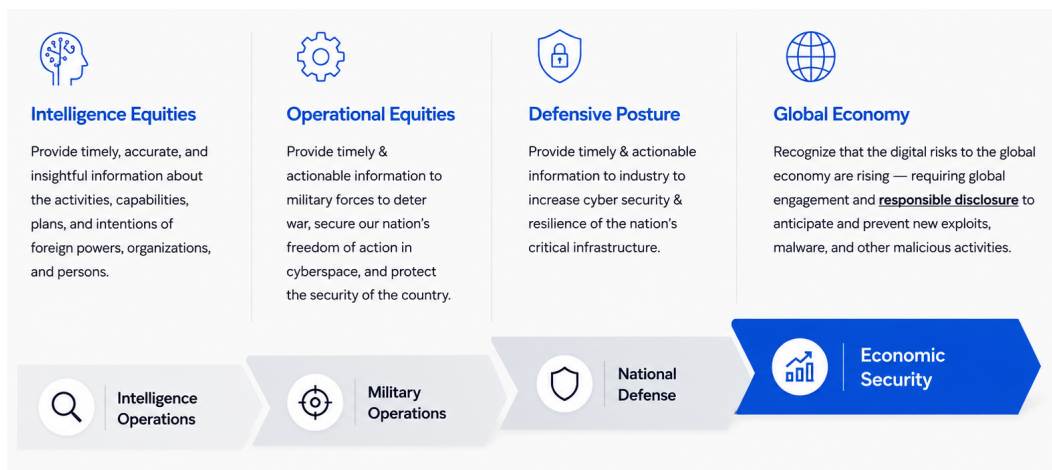 Intelligence Equities
Provide timely, accurate, and
insightful information about
the activities, capabilities,
plans, and intentions of
foreign powers, organizations,
and persons.
Operational Equities
Provide timely &
actionable information to
military forces to deter
war, secure our nation's
freedom of action in
cyberspace, and protect
the security of the country.
Defensive Posture
Provide timely & actionable
information to industry to
increase cyber security &
resilience of the nation's
critical infrastructure.
Global Economy
Recognize that the digital risks to the global
economy are rising — requiring global
engagement and responsible disclosure to
anticipate and prevent new exploits,
malware, and other malicious activities.
Intelligence
Operations
Military
Operations
National
Defense
Economic
Security